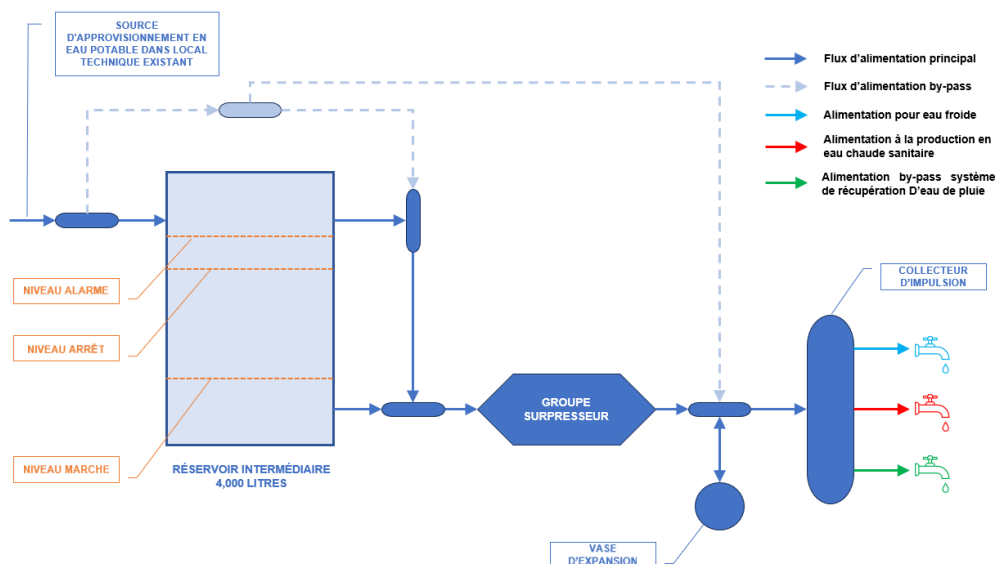 SOURCE
D'APPROVISIONNEMENT EN
EAU POTABLE DANS LOCAL
TECHNIQUE EXISTANT
Flux d'alimentation principal
Flux d'alimentation by-pass
Alimentation pour eau froide
Alimentation à la production en
eau chaude sanitaire
Alimentation by-pass système
de récupération D'eau de pluie
NIVEAU ALARME
NIVEAU ARRÊT
NIVEAU MARCHE
RÉSERVOIR INTERMÉDIAIRE
4,000 LITRES
GROUPE
SURPRESSEUR
COLLECTEUR
D'IMPULSION
VASE
D'EXPANSION